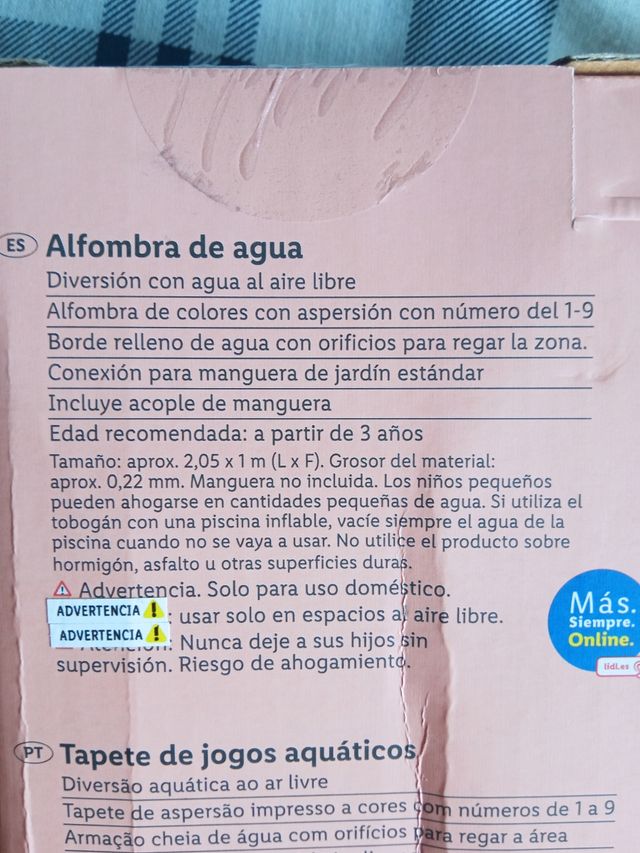 ES Alfombra de agua
Diversión con agua al aire libre
Alfombra de colores con aspersión con número del 1-9
Borde relleno de agua con orificios para regar la zona.
Conexión para manguera de jardín estándar
Incluye acople de manguera
Edad recomendada: a partir de 3 años
Tamaño: aprox. 2,05 x 1 m (L x F). Grosor del material:
aprox. 0,22 mm. Manguera no incluida. Los niños pequeños
pueden ahogarse en cantidades pequeñas de agua. Si utiliza el
tobogán con una piscina inflable, vacíe siempre el agua de la
piscina cuando no se vaya a usar. No utilice el producto sobre
hormigón, asfalto u otras superficies duras.
Advertencia. Solo para uso doméstico.
ADVERTENCIA : usar solo en espacios al aire libre.
ADVERTENCIA Nunca deje a sus hijos sin
supervisión. Riesgo de ahogamiento.
Más.
Siempre.
Online.
lidl.es
PT Tapete de jogos aquáticos
Diversão aquática ao ar livre
Tapete de aspersão impresso a cores com números de 1 a 9
Armação cheia de água com orifícios para regar a área